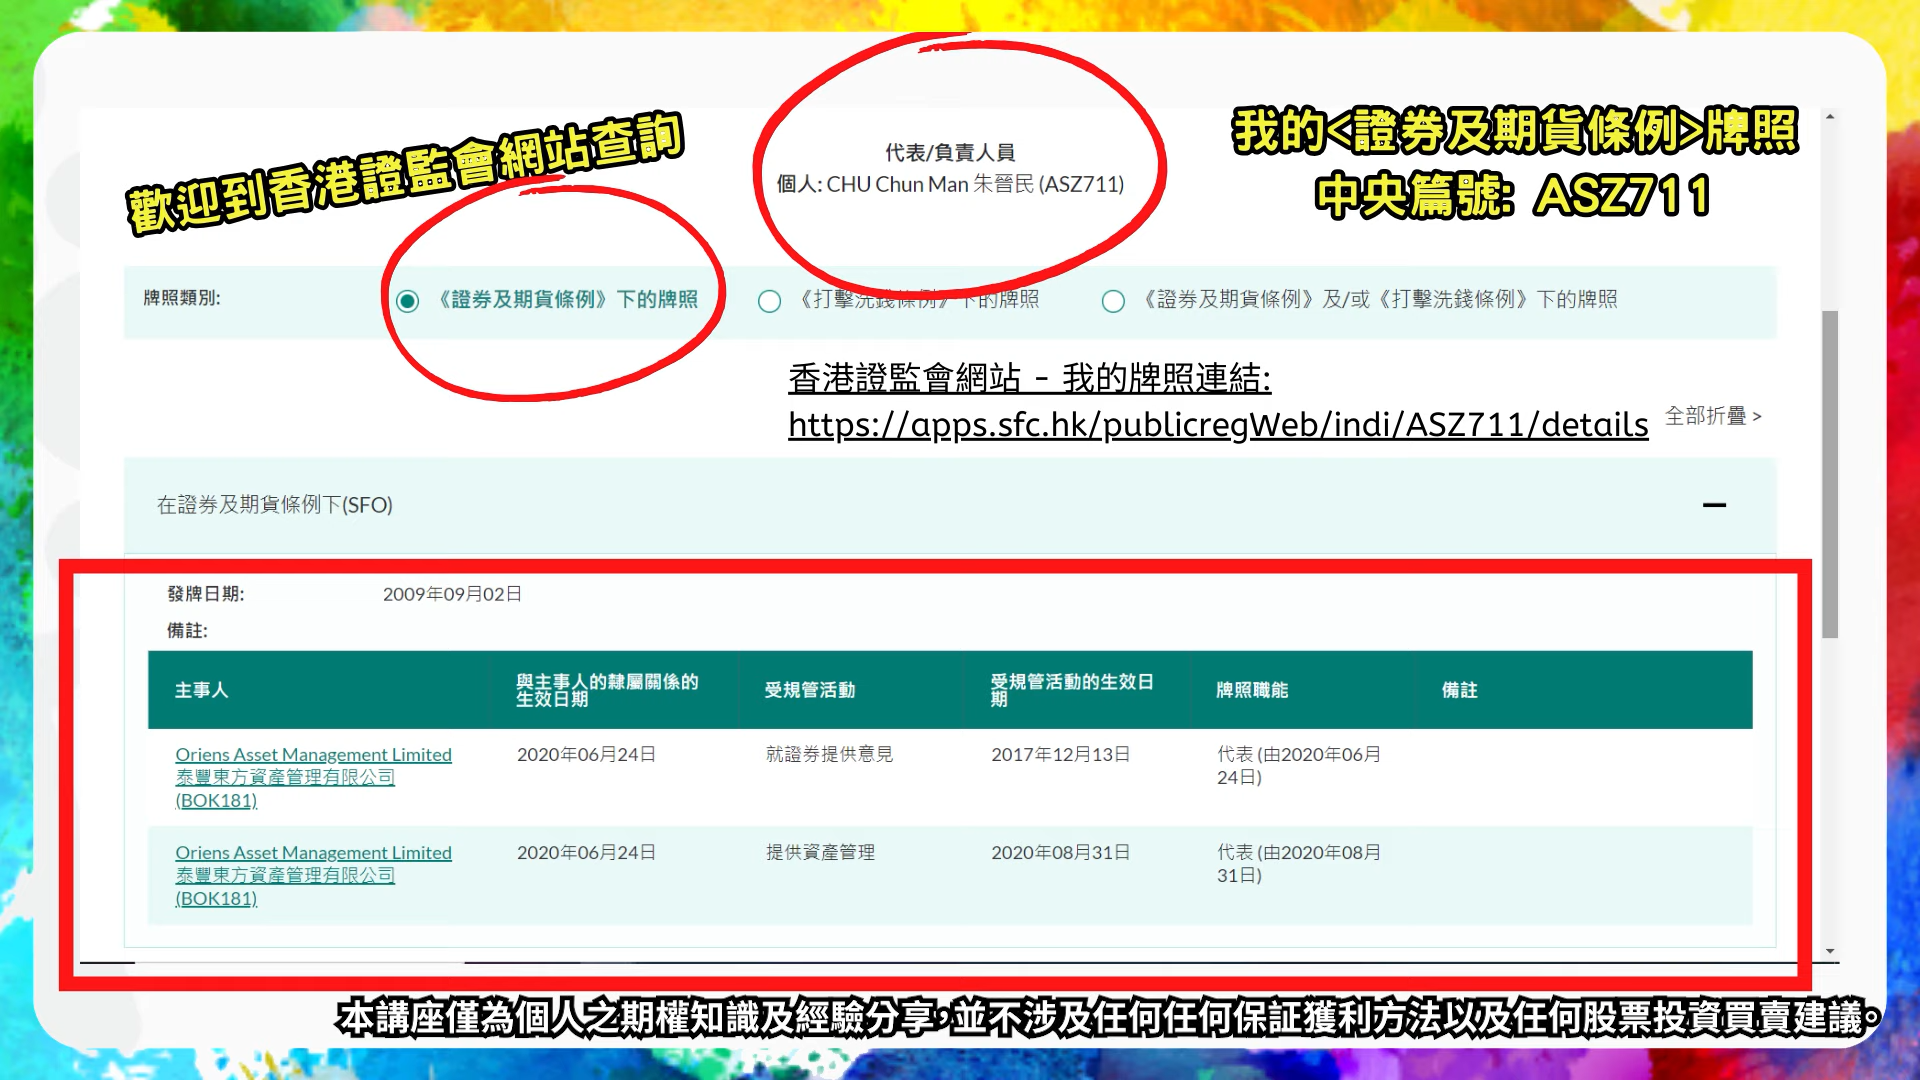 歡迎到香港證監會網站查詢
代表/負責人員
個人: CHU Chun Man 朱晉民 (ASZ711)
我的<證券及期貨條例>牌照
中央篇號: ASZ711
牌照類別:
《證券及期貨條例》下的牌照
《打擊洗錢條例》下的牌照
《證券及期貨條例》及/或《打擊洗錢條例》下的牌照
香港證監會網站 - 我的牌照連結:
https://apps.sfc.hk/publicregWeb/indi/ASZ711/details
全部折疊 >
在證券及期貨條例下(SFO)
發牌日期: 2009年09月02日
備註:
主事人 與主事人的隸屬關係的生效日期 受規管活動 受規管活動的生效日期 牌照職能 備註
Oriens Asset Management Limited 泰豐東方資產管理有限公司 (BOK181) 2020年06月24日 就證券提供意見 2017年12月13日 代表 (由2020年06月24日)
Oriens Asset Management Limited 泰豐東方資產管理有限公司 (BOK181) 2020年06月24日 提供資產管理 2020年08月31日 代表 (由2020年08月31日)
本講座僅為個人之期權知識及經驗分享,並不涉及任何任何保証獲利方法以及任何股票投資買賣建議。